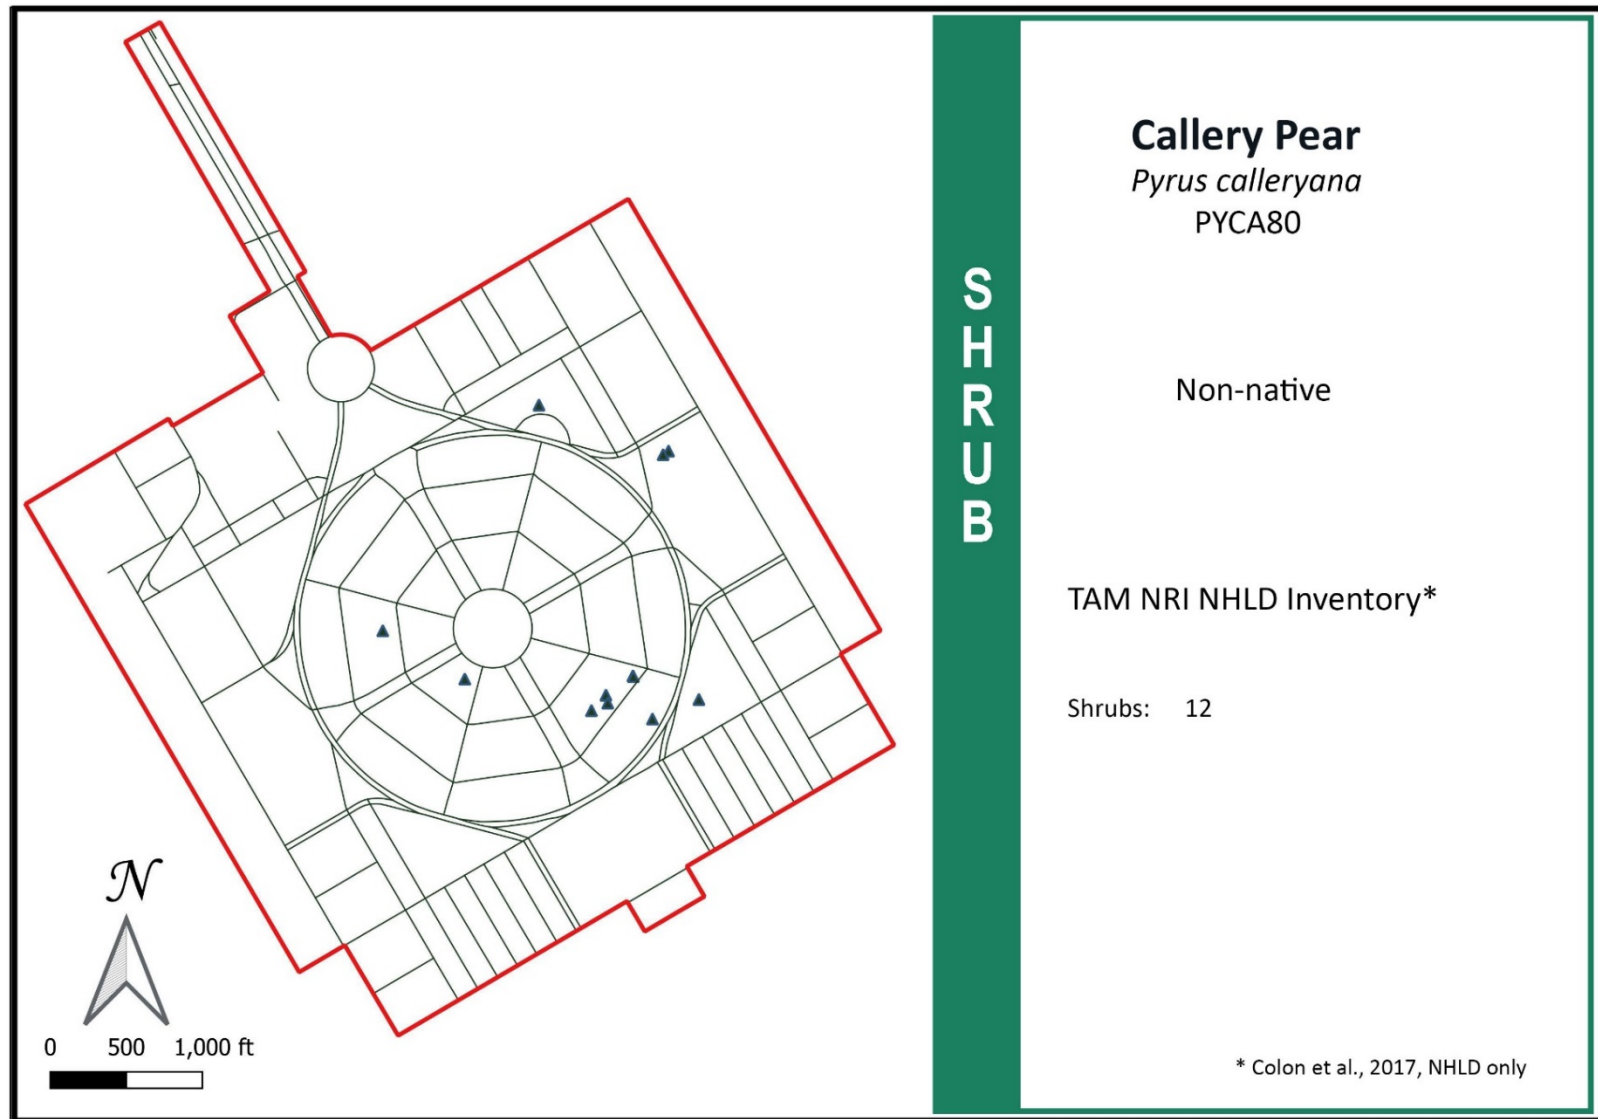 N
0 500 1,000 ft
S
H
R
U
B
Callery Pear
Pyrus calleryana
PYCA80
Non-native
TAM NRI NHLD Inventory*
Shrubs: 12
* Colon et al., 2017, NHLD only